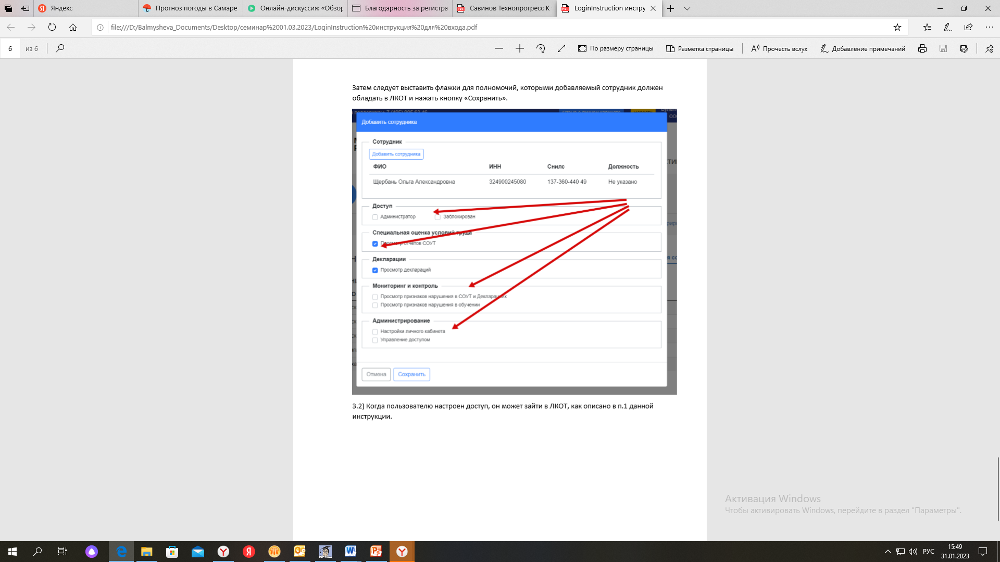 Яндекс
Прогноз погоды в Самаре
Онлайн-дискуссия: «Обзор
Благодарность за регистра
Савинов Технопрогресс К
LoginInstruction инстру
file:///D:/Balmysheva_Documents/Desktop/семинар%2001.03.2023/LoginInstruction%20инструкция%20для%20входа.pdf
6 из 6
По размеру страницы
Разметка страницы
Прочесть вслух
Добавление примечаний
Затем следует выставить флажки для полномочий, которыми добавляемый сотрудник должен
обладать в ЛКОТ и нажать кнопку «Сохранить».
Добавить сотрудника
Сотрудник
Добавить сотрудника
ФИО ИНН Снилс Должность
Щербань Ольга Александровна 324900245080 137-360-440 49 Не указано
Доступ
Администратор Заблокирован
Специальная оценка условий труда
Просмотр отчетов СОУТ
Декларации
Просмотр деклараций
Мониторинг и контроль
Просмотр признаков нарушения в СОУТ и Декларациях
Просмотр признаков нарушения в обучении
Администрирование
Настройки личного кабинета
Управление доступом
Отмена Сохранить
3.2) Когда пользователю настроен доступ, он может зайти в ЛКОТ, как описано в п.1 данной
инструкции.
Активация Windows
Чтобы активировать Windows, перейдите в раздел "Параметры".
РУС
15:49
31.01.2023